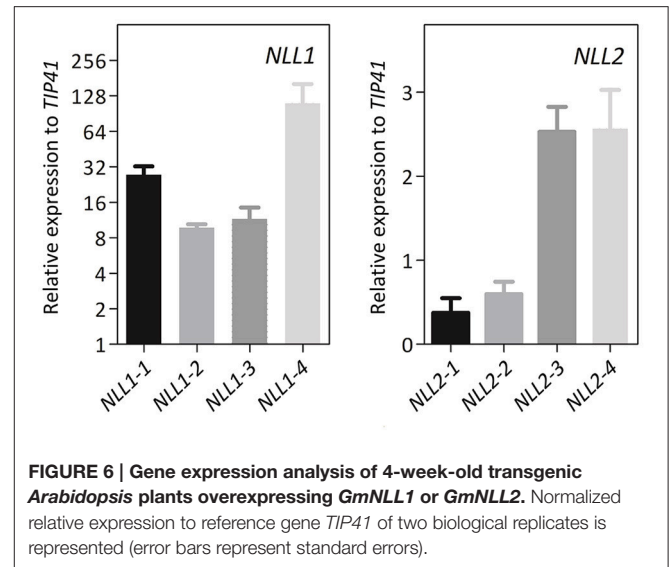 NLL1
Relative expression to TIP41
256
128
64
32
16
8
4
2
1
NLL1-1
NLL1-2
NLL1-3
NLL1-4
NLL2
Relative expression to TIP41
3
2
1
0
NLL2-1
NLL2-2
NLL2-3
NLL2-4
FIGURE 6 | Gene expression analysis of 4-week-old transgenic
Arabidopsis plants overexpressing GmNLL1 or GmNLL2. Normalized
relative expression to reference gene TIP41 of two biological replicates is
represented (error bars represent standard errors).